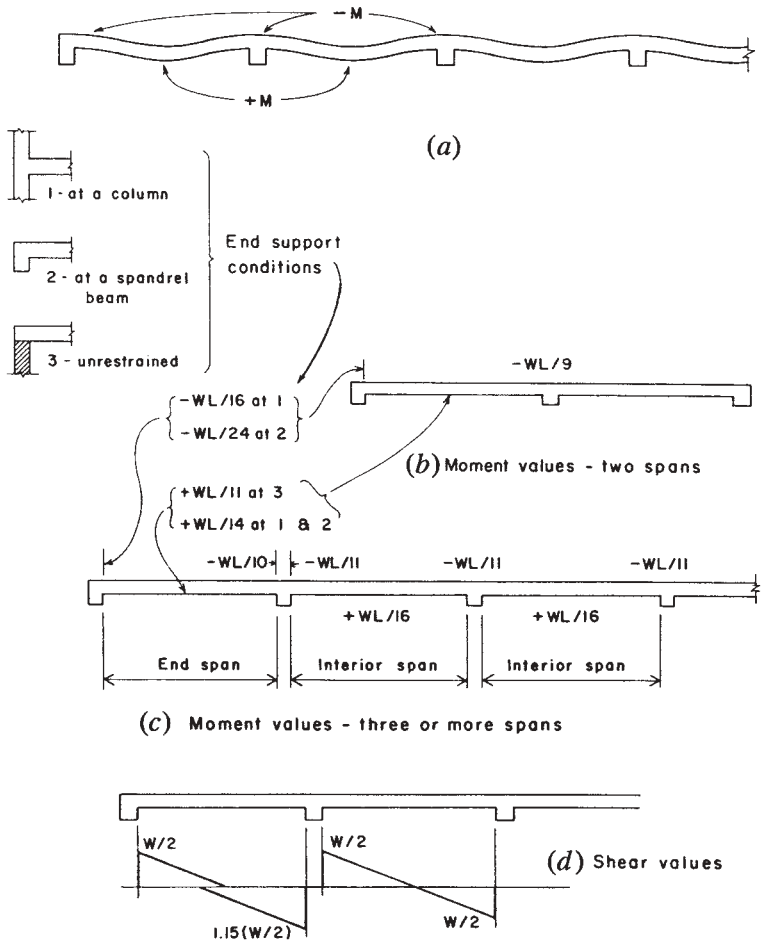 -M
+M
(a)
1-at a column
2-at a spandrel
beam
3-unrestrained
End support
conditions
-WL/16 at 1
-WL/24 at 2
-WL/9
(b) Moment values - two spans
+WL/11 at 3
+WL/14 at 1 & 2
-WL/10 -WL/11 -WL/11 -WL/11
+WL/16 +WL/16
End span Interior span Interior span
(c) Moment values - three or more spans
W/2 W/2
(d) Shear values
1.15(W/2) W/2